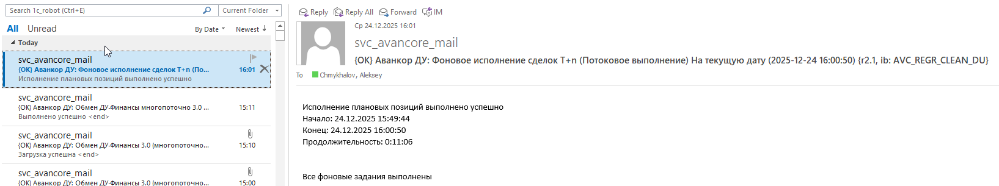 Search 1c_robot (Ctrl+E)
Current Folder
All Unread
By Date
Newest
Today
svc_avancore_mail
{OK} Аванкор ДУ: Фоновое исполнение сделок T+n (По...
16:01
Исполнение плановых позиций выполнено успешно
svc_avancore_mail
{OK} Аванкор ДУ: Обмен ДУ-Финансы многопоточно 3.0 ...
15:11
Выполнено успешно <end>
svc_avancore_mail
{OK} Аванкор ДУ: Обмен ДУ-Финансы 3.0 (многопоточно...
15:10
Загрузка успешна <end>
svc_avancore_mail
{OK} Аванкор ДУ: Обмен ДУ-Финансы 3.0 (многопоточно...
15:00
Reply Reply All Forward IM
Ср 24.12.2025 16:01
svc_avancore_mail
{OK} Аванкор ДУ: Фоновое исполнение сделок T+n (Потоковое выполнение) На текущую дату (2025-12-24 16:00:50) {r2.1, ib: AVC_REGR_CLEAN_DU}
To Chmykhalov, Aleksey
Исполнение плановых позиций выполнено успешно
Начало: 24.12.2025 15:49:44
Конец: 24.12.2025 16:00:50
Продолжительность: 0:11:06
Все фоновые задания выполнены